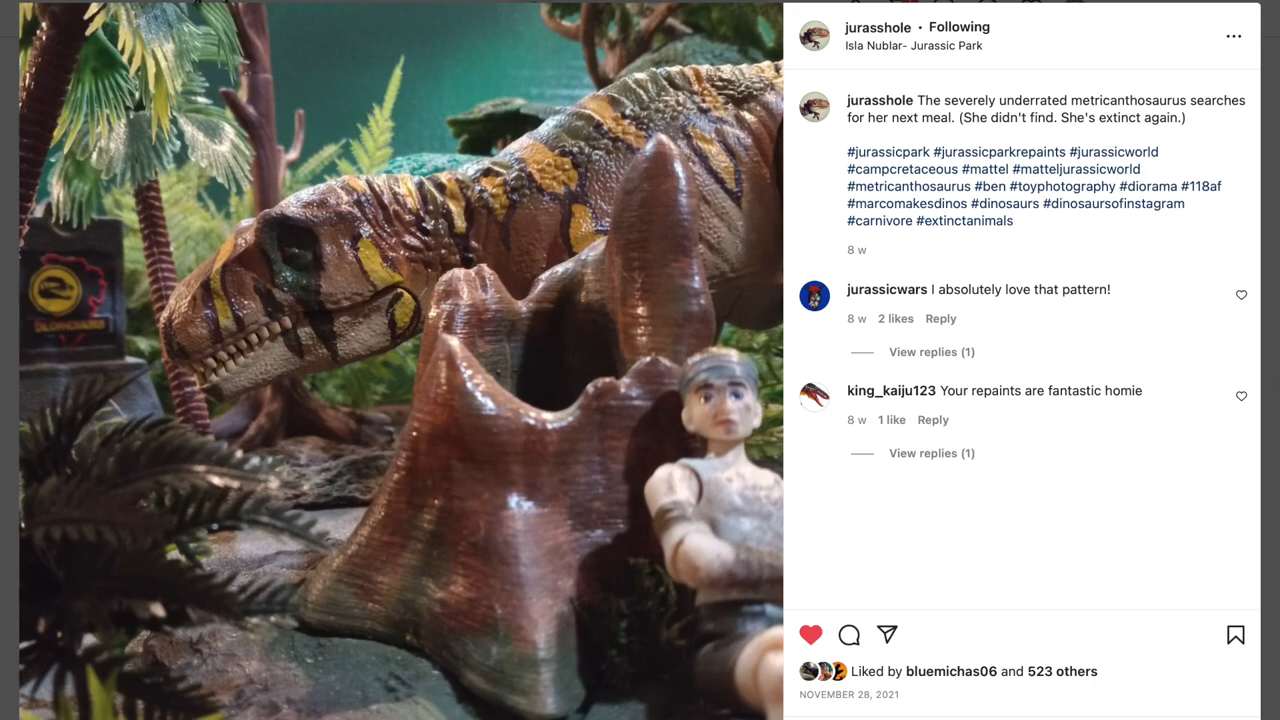 jurasshole • Following
Isla Nublar- Jurassic Park
jurasshole The severely underrated metricanthosaurus searches
for her next meal. (She didn't find. She's extinct again.)
#jurassicpark #jurassicparkrepaints #jurassicworld
#campcretaceous #mattel #matteljurassicworld
#metricanthosaurus #ben #toyphotography #diorama #118af
#marcomakesdinos #dinosaurs #dinosaursofinstagram
#carnivore #extinctanimals
8 w
jurassicwars I absolutely love that pattern!
8 w 2 likes Reply
View replies (1)
king_kaiju123 Your repaints are fantastic homie
8 w 1 like Reply
View replies (1)
Liked by bluemichas06 and 523 others
NOVEMBER 28, 2021